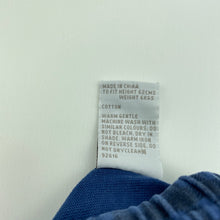 MADE IN CHINA
TO FIT HEIGHT 62CMS
WEIGHT 6KGS
COTTON
WARM GENTLE
MACHINE WASH WITH
SIMILAR COLOURS. DO
NOT BLEACH. DRY IN
SHADE. WARM IRON
ON REVERSE SIDE. DO
NOT DRYCLEAN
92616